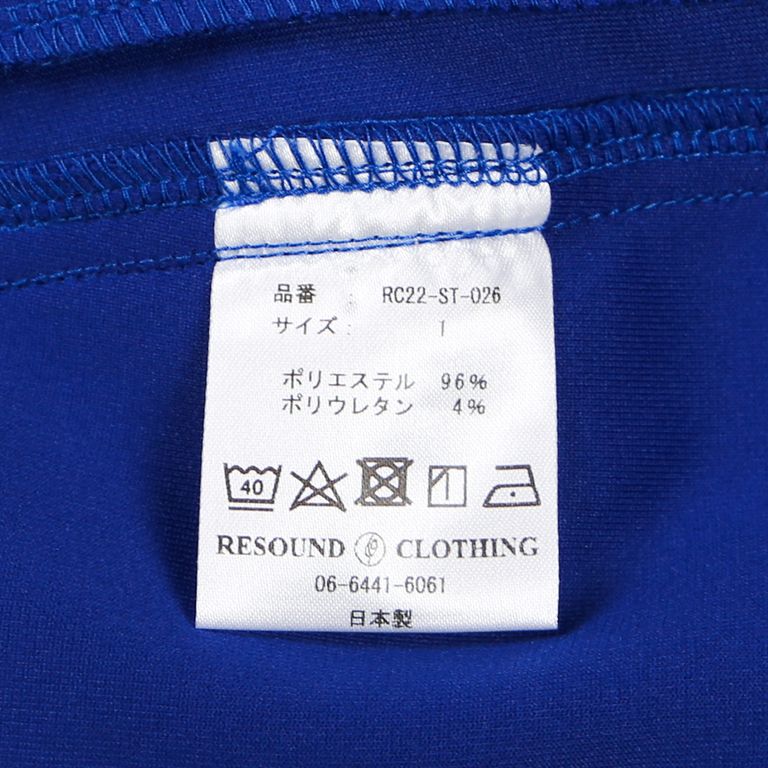 品番 : RC22-ST-026
サイズ: 1
ポリエステル 96%
ポリウレタン 4%
40
RESOUND CLOTHING
06-6441-6061
日本製